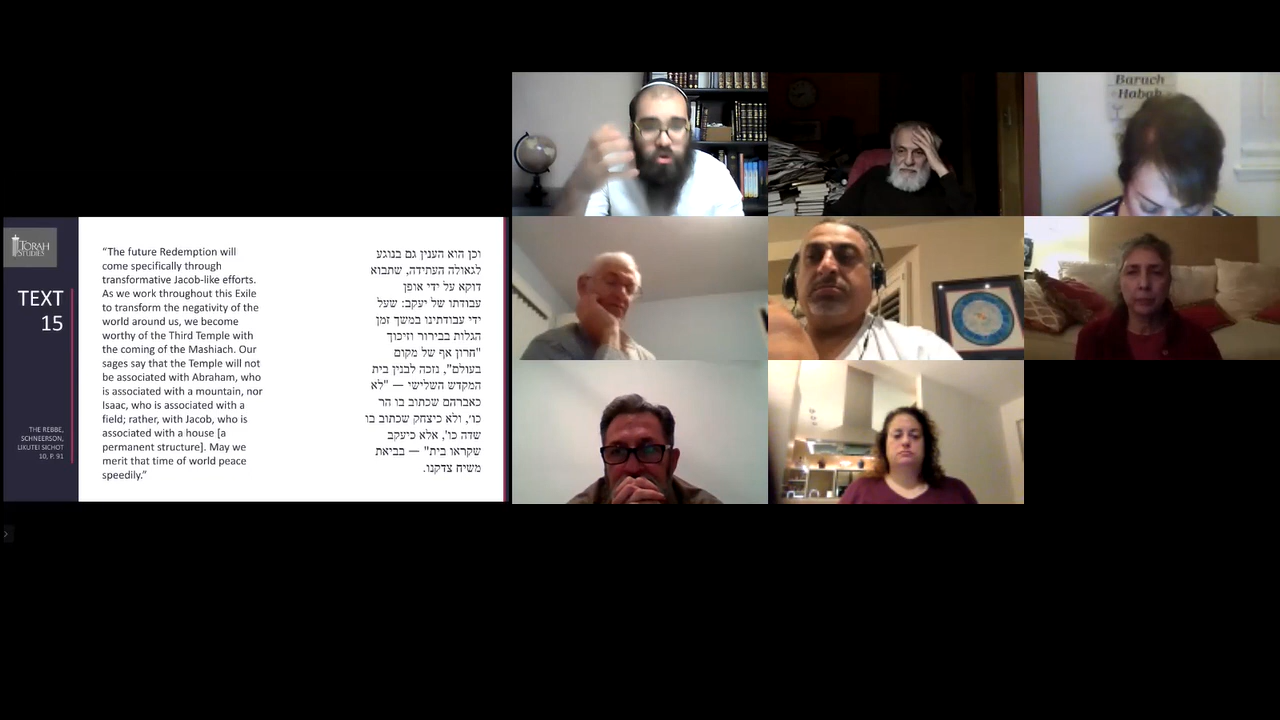 TORAH
STUDIES
TEXT
15
THE REBBE,
SCHNEERSON,
LIKUTEI SICHOT
10, P. 91
“The future Redemption will
come specifically through
transformative Jacob-like efforts.
As we work throughout this Exile
to transform the negativity of the
world around us, we become
worthy of the Third Temple with
the coming of the Mashiach. Our
sages say that the Temple will not
be associated with Abraham, who
is associated with a mountain, nor
Isaac, who is associated with a
field; rather, with Jacob, who is
associated with a house [a
permanent structure]. May we
merit that time of world peace
speedily.”
וכן הוא הענין גם בנוגע
לגאולה העתידה, שתבוא
דוקא על ידי אופן
עבודתו של יעקב: שעל
ידי עבודתינו במשך זמן
הגלות בבירור וזיכוך
"חרון אף של מקום
בעולם", נזכה לבנין בית
המקדש השלישי — "לא
כאברהם שכתוב בו הר
כו', ולא כיצחק שכתוב בו
שדה כו', אלא כיעקב
שקראו בית" — בביאת
משיח צדקנו.
Baruch
Habah